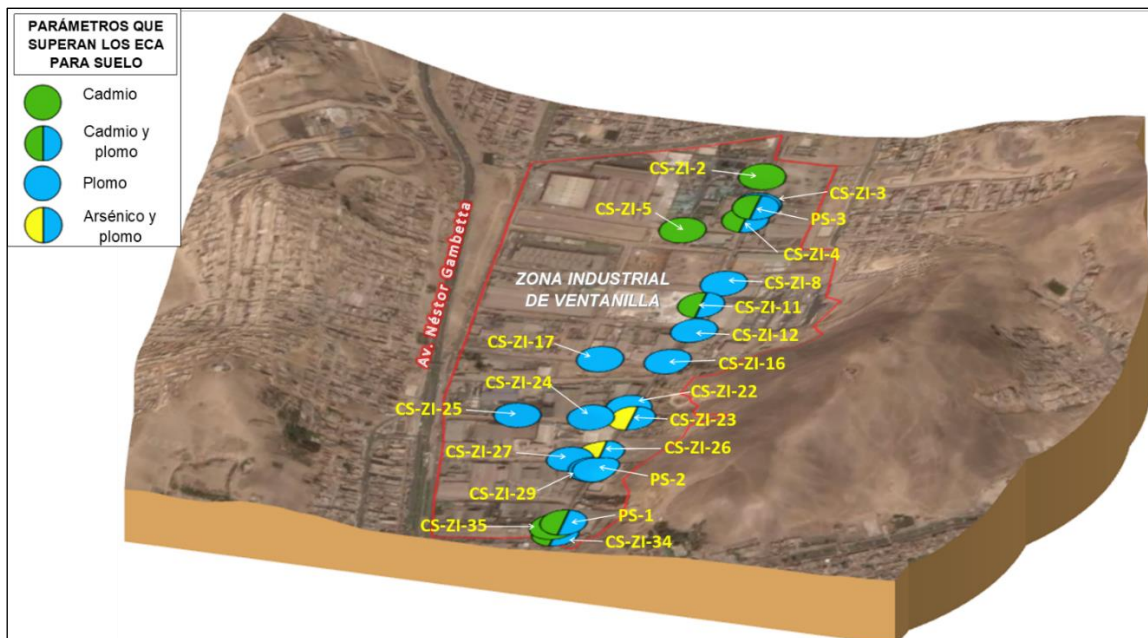 PARÁMETROS QUE
SUPERAN LOS ECA
PARA SUELO
Cadmio
Cadmio y
plomo
Plomo
Arsénico y
plomo
Av. Néstor Gambetta
ZONA INDUSTRIAL
DE VENTANILLA
CS-ZI-2
CS-ZI-3
CS-ZI-5
PS-3
CS-ZI-4
CS-ZI-8
CS-ZI-11
CS-ZI-12
CS-ZI-17
CS-ZI-16
CS-ZI-24
CS-ZI-22
CS-ZI-25
CS-ZI-23
CS-ZI-26
CS-ZI-27
PS-2
CS-ZI-29
PS-1
CS-ZI-35
CS-ZI-34